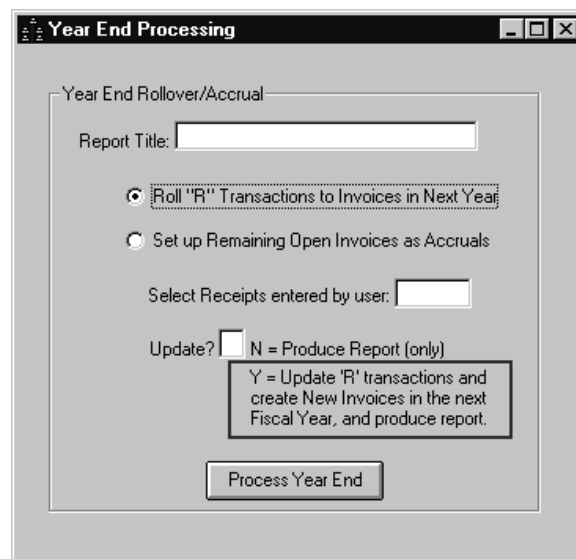 Year End Processing
Year End Rollover/Accrual
Report Title:
Roll "R" Transactions to Invoices in Next Year
Set up Remaining Open Invoices as Accruals
Select Receipts entered by user:
Update? N = Produce Report (only)
Y = Update 'R' transactions and
create New Invoices in the next
Fiscal Year, and produce report.
Process Year End